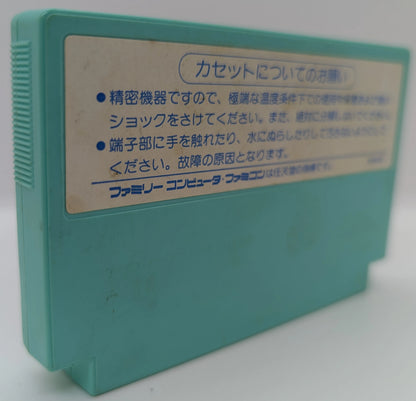 カセットについてのお願い
●精密機器ですので、極端な温度条件下での使用や保管および強い
ショックをさけてください。また、絶対に分解しないでください。
●端子部に手を触れたり、水にぬらしたりして汚さないようにして
ください。故障の原因となります。
ファミリーコンピュータ・ファミコンは任天堂の商標です。